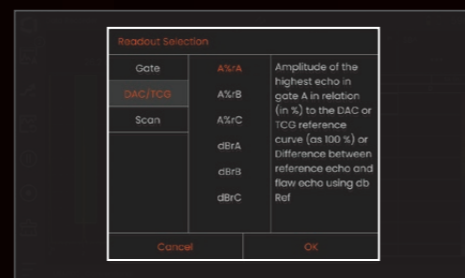 Readout Selection
Gate
DAC/TCG
Scan
A%rA
A%rB
A%rC
dBrA
dBrB
dBrC
Amplitude of the
highest echo in
gate A in relation
(in %) to the DAC or
TCG reference
curve (as 100 %) or
Difference between
reference echo and
flaw echo using db
Ref
Cancel
OK